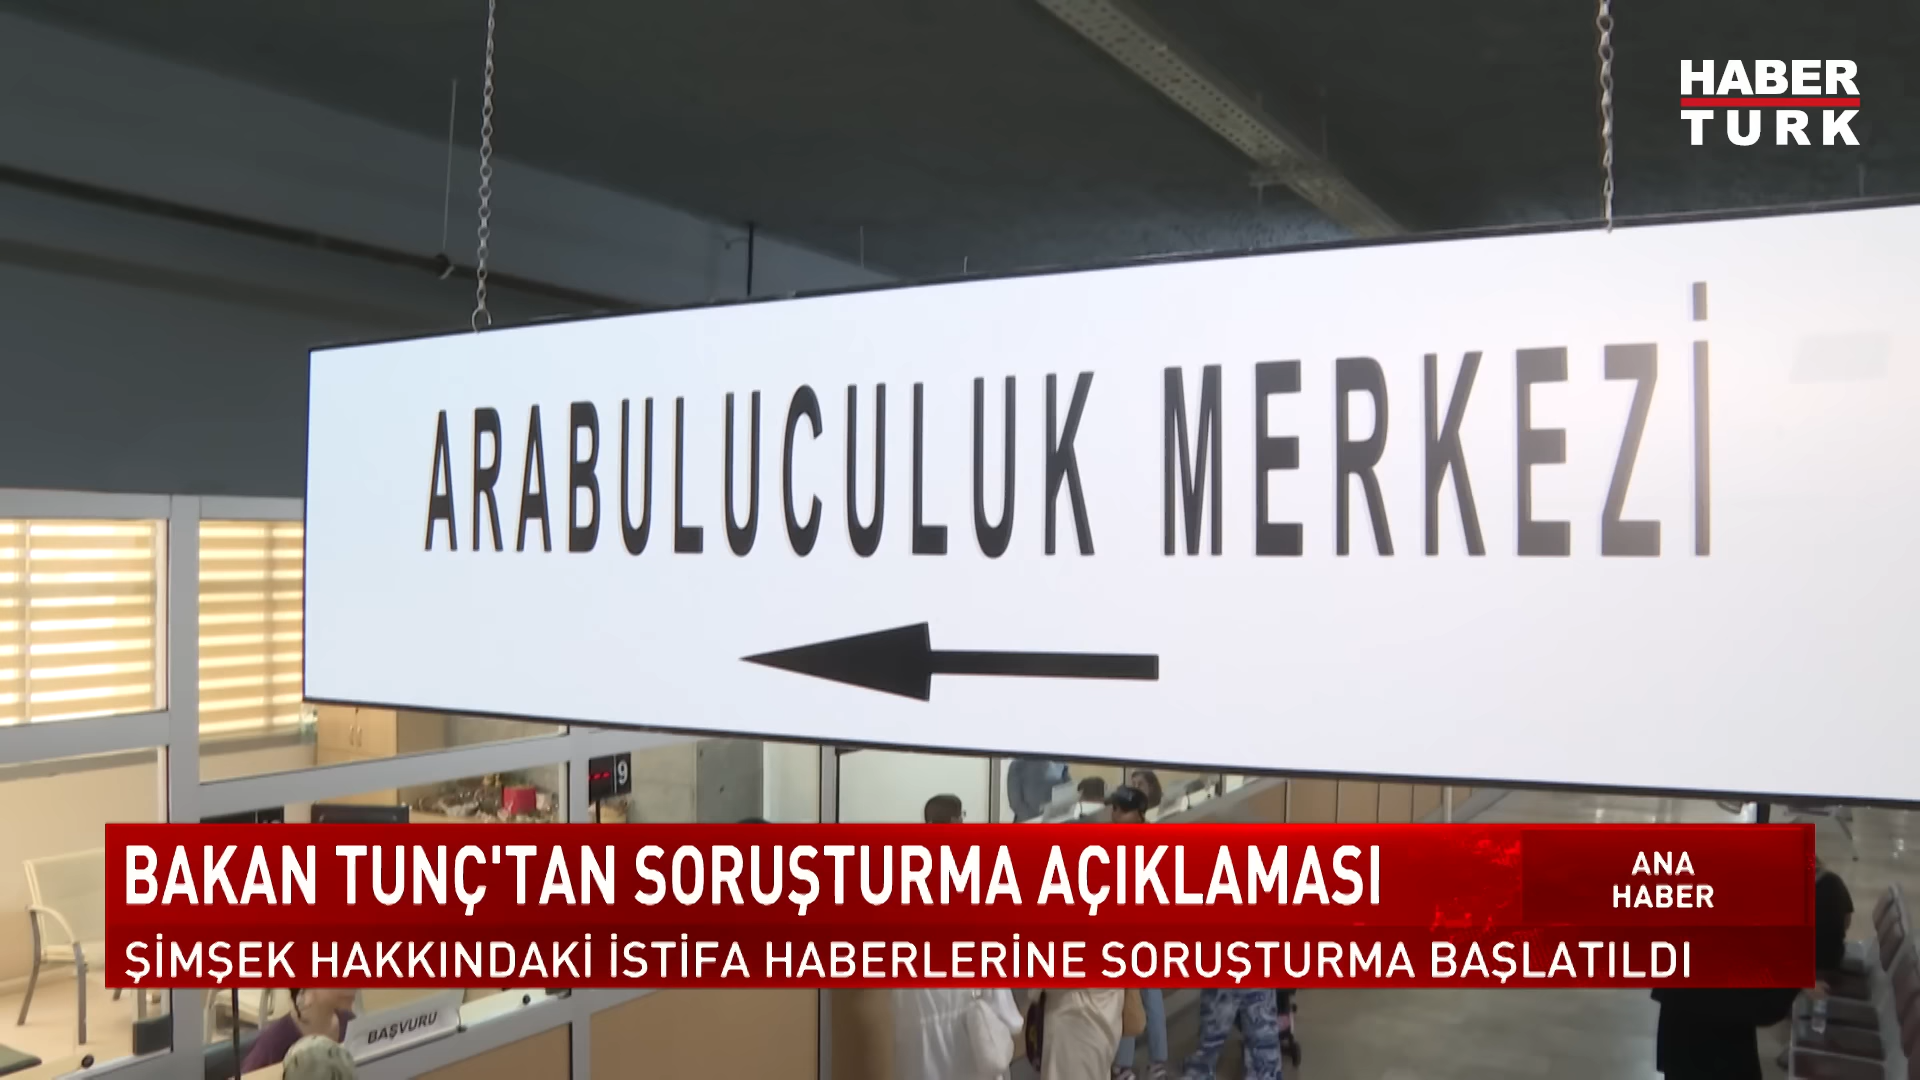 HABER
TURK
ARABULUCULUK MERKEZİ
9
BAKAN TUNÇ'TAN SORUŞTURMA AÇIKLAMASI
ANA
HABER
ŞİMŞEK HAKKINDAKİ İSTİFA HABERLERİNE SORUŞTURMA BAŞLATILDI
BAŞVURU